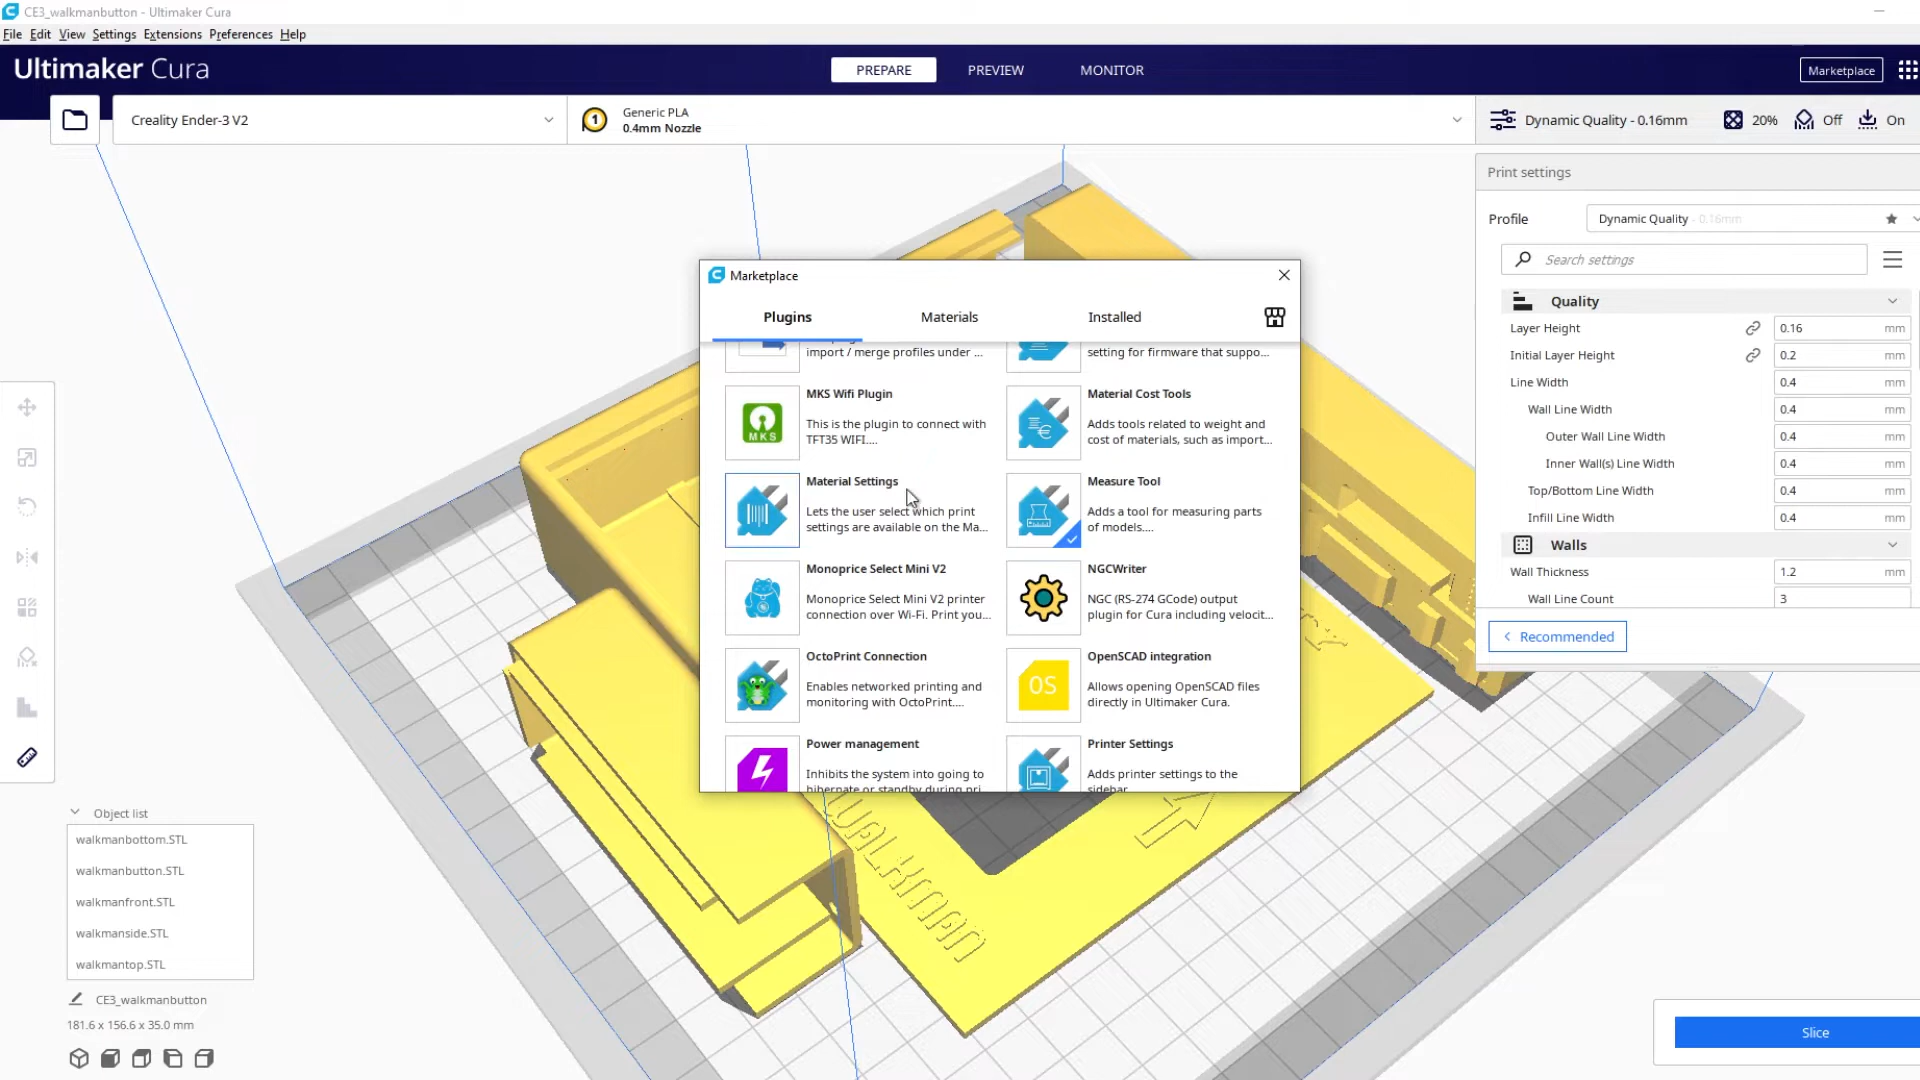 CE3_walkmanbutton - Ultimaker Cura
File Edit View Settings Extensions Preferences Help
Ultimaker Cura
PREPARE PREVIEW MONITOR
Marketplace
Creality Ender-3 V2
1
Generic PLA
0.4mm Nozzle
Dynamic Quality - 0.16mm 20% Off On
Print settings
Profile Dynamic Quality - 0.16mm
Search settings
Quality
Layer Height 0.16 mm
Initial Layer Height 0.2 mm
Line Width 0.4 mm
Wall Line Width 0.4 mm
Outer Wall Line Width 0.4 mm
Inner Wall(s) Line Width 0.4 mm
Top/Bottom Line Width 0.4 mm
Infill Line Width 0.4 mm
Walls
Wall Thickness 1.2 mm
Wall Line Count 3
Recommended
Marketplace
Plugins Materials Installed
import / merge profiles under ...
setting for firmware that suppo...
MKS
MKS Wifi Plugin
This is the plugin to connect with
TFT35 WIFI....
Material Cost Tools
Adds tools related to weight and
cost of materials, such as import...
Material Settings
Lets the user select which print
settings are available on the Ma...
Measure Tool
Adds a tool for measuring parts
of models....
Monoprice Select Mini V2
Monoprice Select Mini V2 printer
connection over Wi-Fi. Print you...
NGCWriter
NGC (RS-274 GCode) output
plugin for Cura including velocit...
OctoPrint Connection
Enables networked printing and
monitoring with OctoPrint....
OS
OpenSCAD integration
Allows opening OpenSCAD files
directly in Ultimaker Cura.
Power management
Inhibits the system into going to
hibernate or standby during pri
Printer Settings
Adds printer settings to the
sidebar
WALKMAN
Object list
walkmanbottom.STL
walkmanbutton.STL
walkmanfront.STL
walkmanside.STL
walkmantop.STL
CE3_walkmanbutton
181.6 x 156.6 x 35.0 mm
Slice